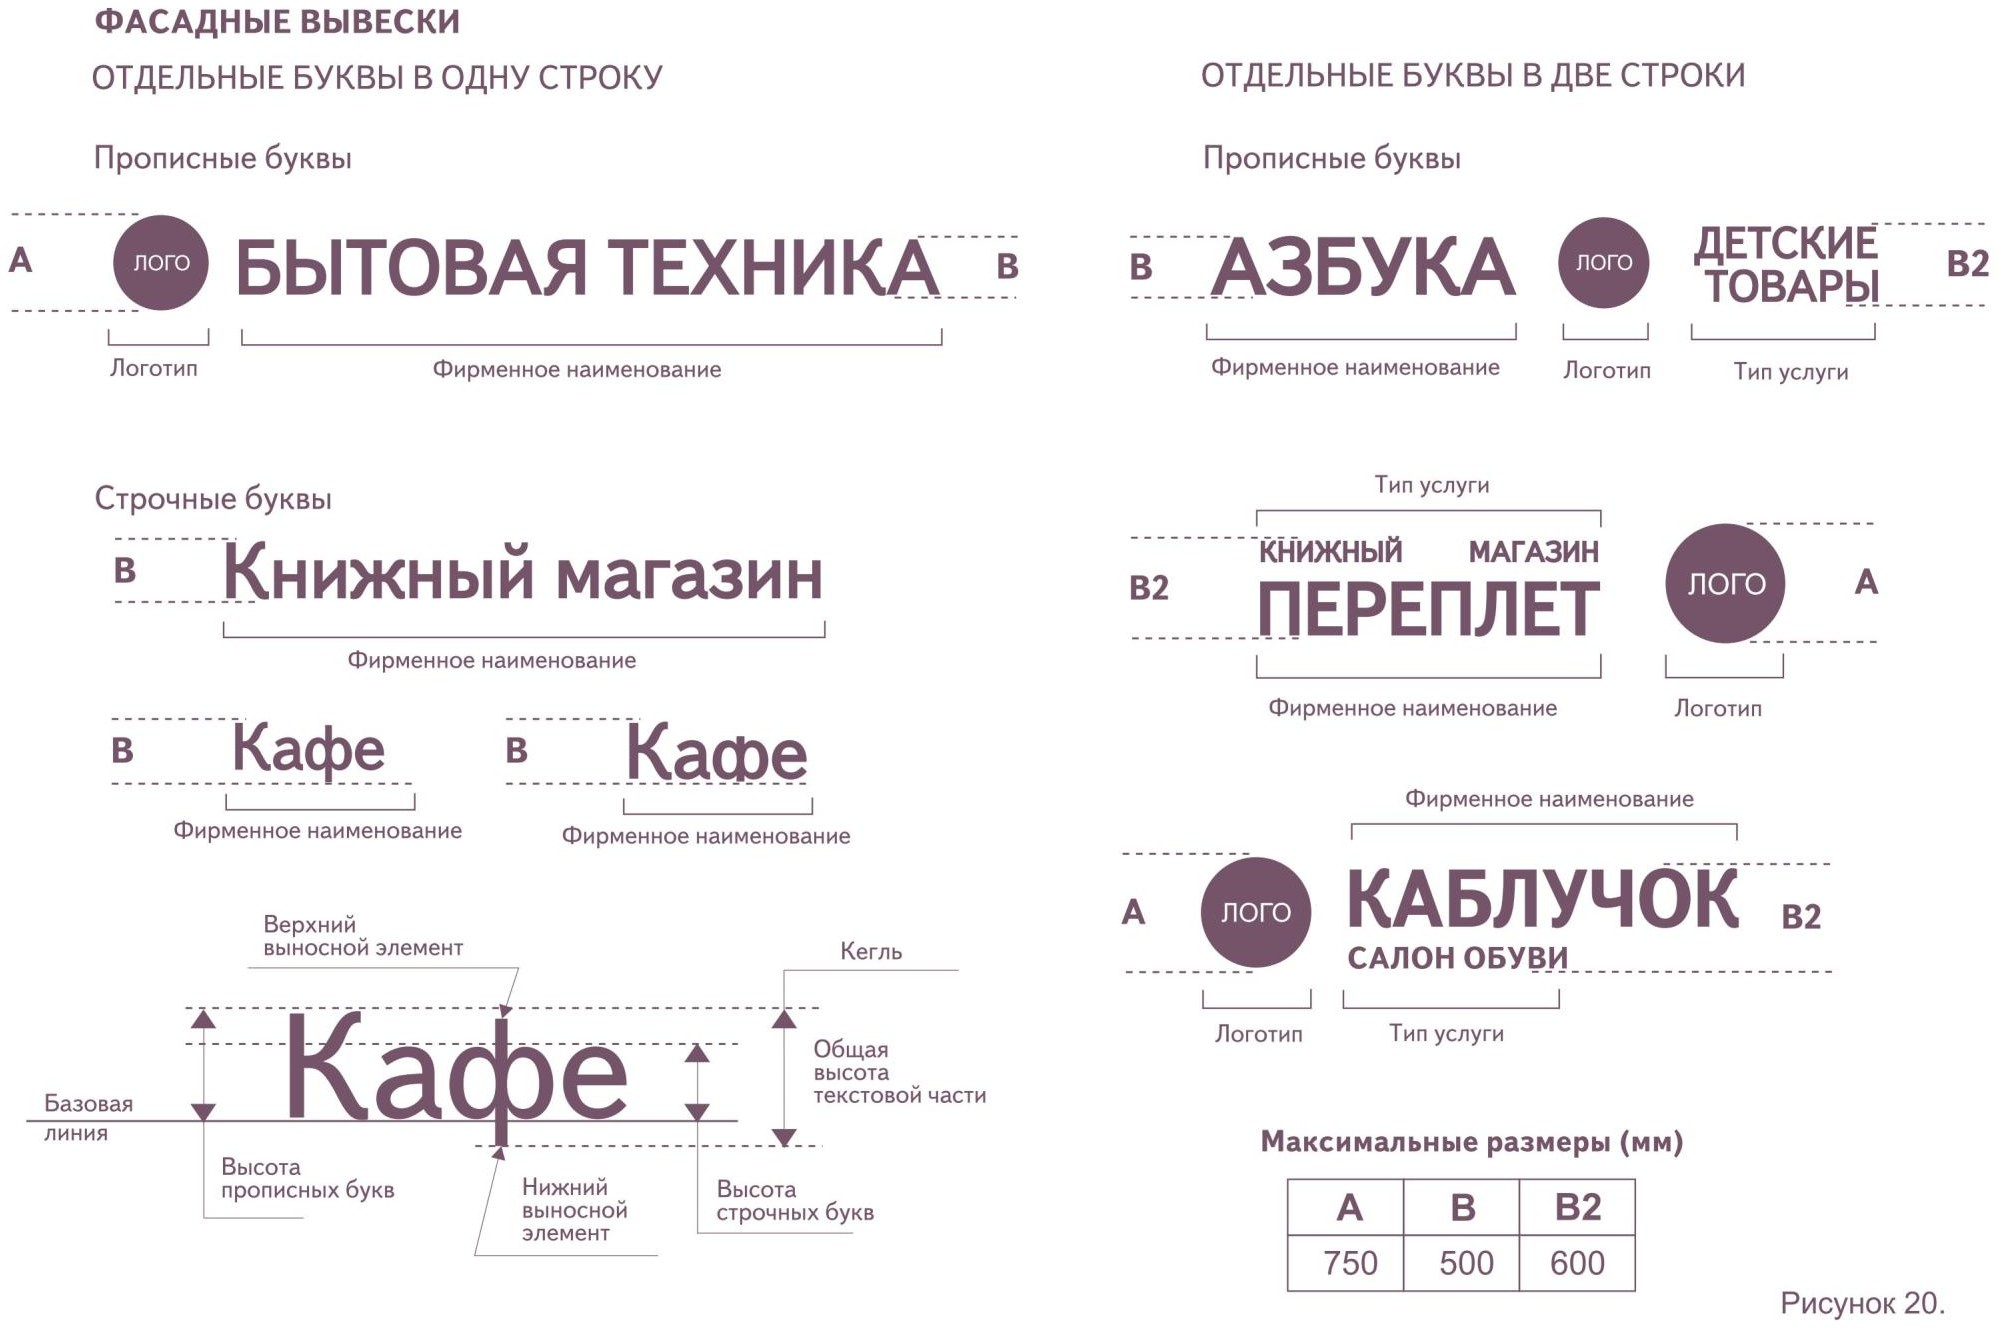 ФАСАДНЫЕ ВЫВЕСКИ
ОТДЕЛЬНЫЕ БУКВЫ В ОДНУ СТРОКУ
Прописные буквы
A
ЛОГО
БЫТОВАЯ ТЕХНИКА
B
Логотип
Фирменное наименование
Строчные буквы
B
Книжный магазин
Фирменное наименование
B
Кафе
Фирменное наименование
B
Кафе
Фирменное наименование
Верхний
выносной элемент
Кегль
Кафе
Общая
высота
текстовой части
Базовая
линия
Высота
прописных букв
Нижний
выносной
элемент
Высота
строчных букв
ОТДЕЛЬНЫЕ БУКВЫ В ДВЕ СТРОКИ
Прописные буквы
B
АЗБУКА
ЛОГО
ДЕТСКИЕ
ТОВАРЫ
B2
Фирменное наименование
Логотип
Тип услуги
Тип услуги
B2
КНИЖНЫЙ МАГАЗИН
ПЕРЕПЛЕТ
ЛОГО
A
Фирменное наименование
Логотип
Фирменное наименование
A
ЛОГО
КАБЛУЧОК
САЛОН ОБУВИ
B2
Логотип
Тип услуги
Максимальные размеры (мм)
A B B2
750 500 600
Рисунок 20.